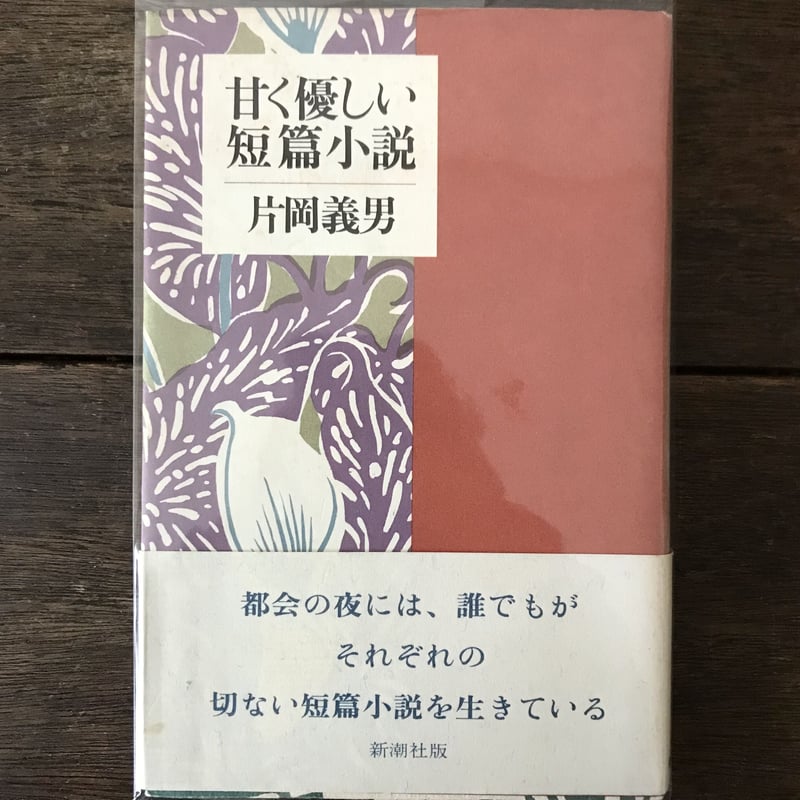 甘く優しい
短篇小説
片岡義男
都会の夜には、誰でもが
それぞれの
切ない短篇小説を生きている
新潮社版